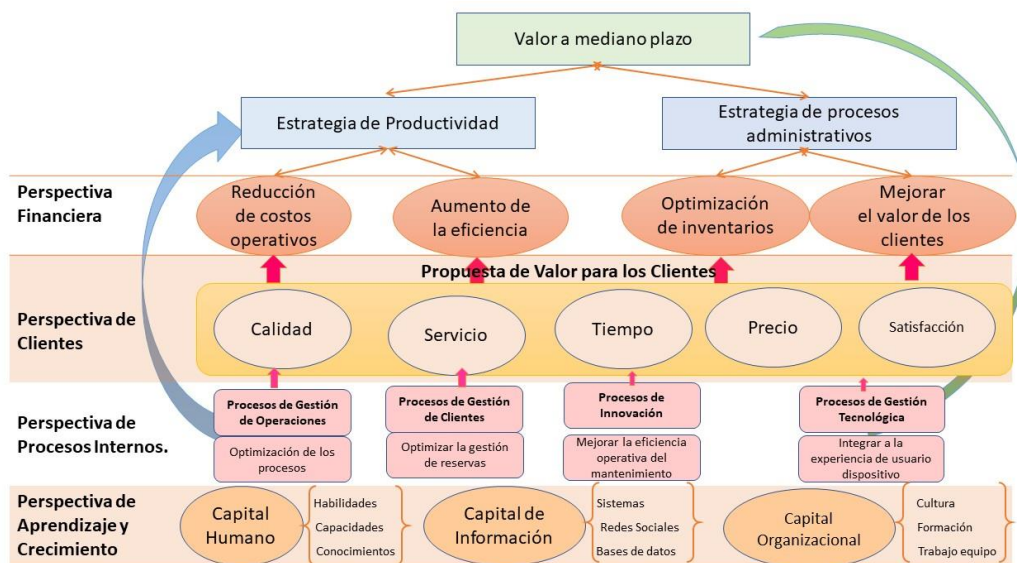 Valor a mediano plazo
Estrategia de Productividad
Estrategia de procesos
administrativos
Perspectiva
Financiera
Reducción
de costos
operativos
Aumento de
la eficiencia
Optimización
de inventarios
Mejorar
el valor de los
clientes
Propuesta de Valor para los Clientes
Perspectiva de
Clientes
Calidad
Servicio
Tiempo
Precio
Satisfacción
Perspectiva de
Procesos Internos.
Procesos de Gestión
de Operaciones
Optimización de los
procesos
Procesos de Gestión
de Clientes
Optimizar la gestión
de reservas
Procesos de
Innovación
Mejorar la eficiencia
operativa del
mantenimiento
Procesos de Gestión
Tecnológica
Integrar a la
experiencia de usuario
dispositivo
Perspectiva de
Aprendizaje y
Crecimiento
Capital
Humano
Habilidades
Capacidades
Conocimientos
Capital de
Información
Sistemas
Redes Sociales
Bases de datos
Capital
Organizacional
Cultura
Formación
Trabajo equipo